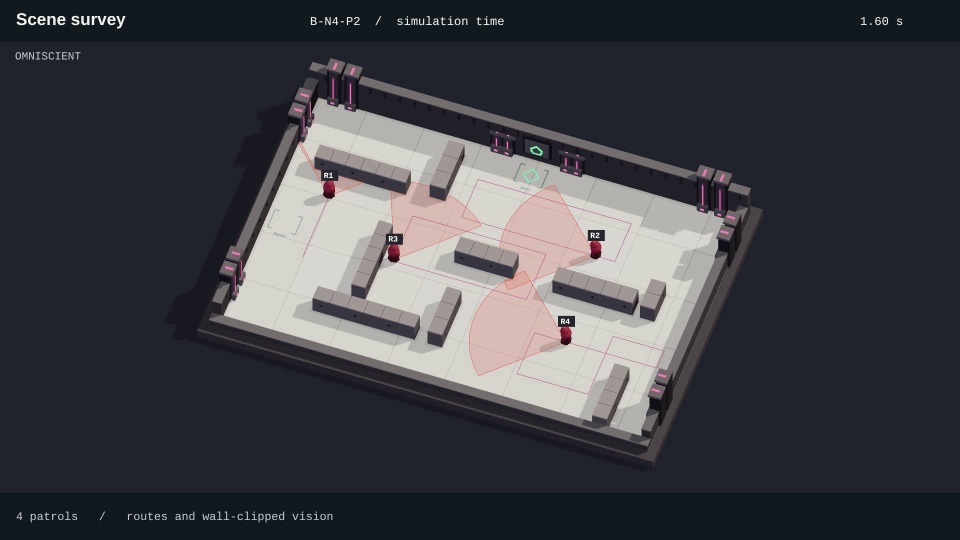 Scene survey
B-N4-P2 / simulation time
1.60 s
OMNISCIENT
R1
R2
R3
R4
4 patrols / routes and wall-clipped vision